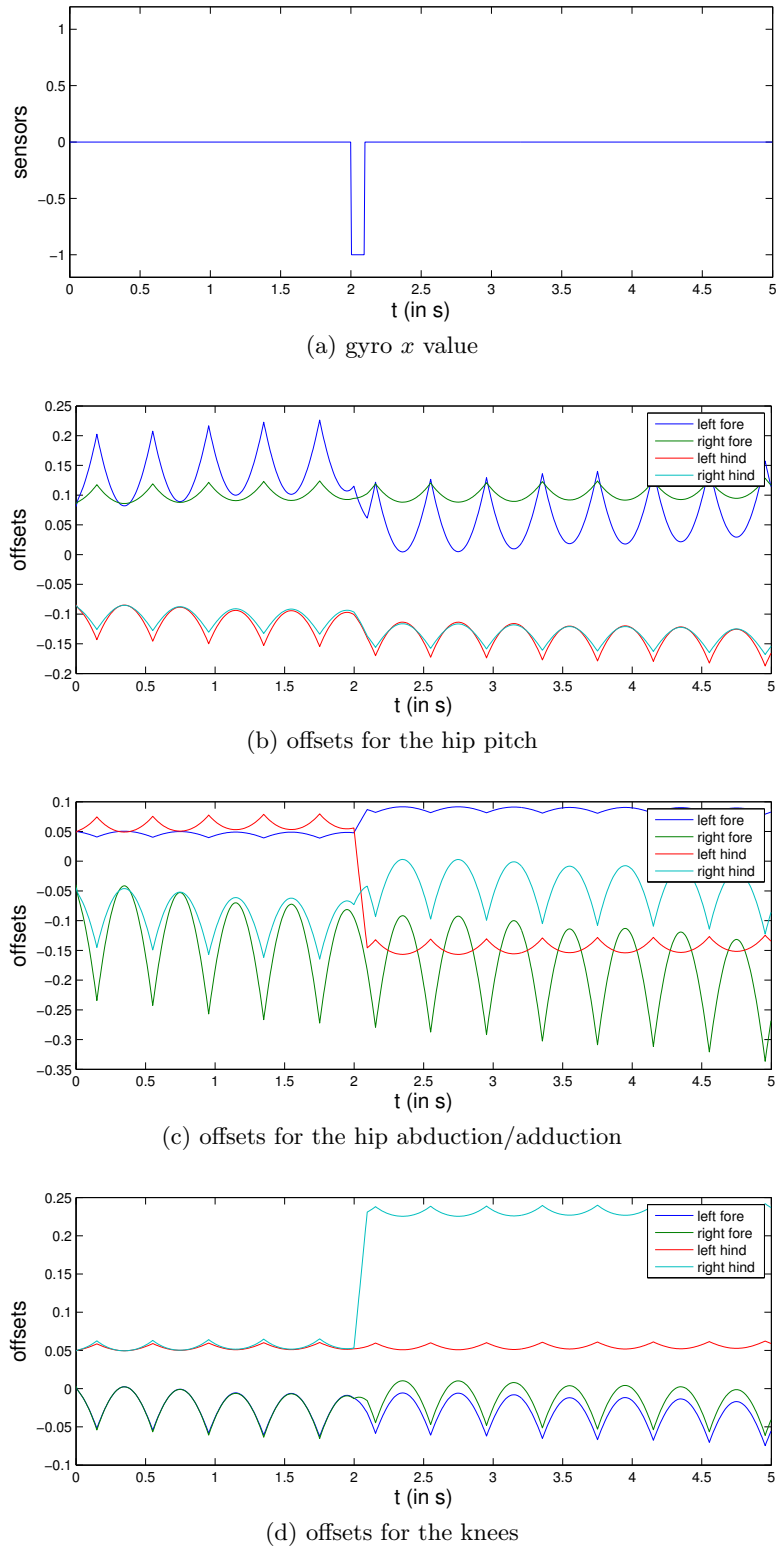 1
0.5
0
−0.5
−1
sensors
0 0.5 1 1.5 2 2.5 3 3.5 4 4.5 5
t (in s)
(a) gyro x value
0.25
0.2
0.15
0.1
0.05
0
−0.05
−0.1
−0.15
−0.2
offsets
left fore
right fore
left hind
right hind
0 0.5 1 1.5 2 2.5 3 3.5 4 4.5 5
t (in s)
(b) offsets for the hip pitch
0.1
0.05
0
−0.05
−0.1
−0.15
−0.2
−0.25
−0.3
−0.35
offsets
left fore
right fore
left hind
right hind
0 0.5 1 1.5 2 2.5 3 3.5 4 4.5 5
t (in s)
(c) offsets for the hip abduction/adduction
0.25
0.2
0.15
0.1
0.05
0
−0.05
−0.1
offsets
left fore
right fore
left hind
right hind
0 0.5 1 1.5 2 2.5 3 3.5 4 4.5 5
t (in s)
(d) offsets for the knees